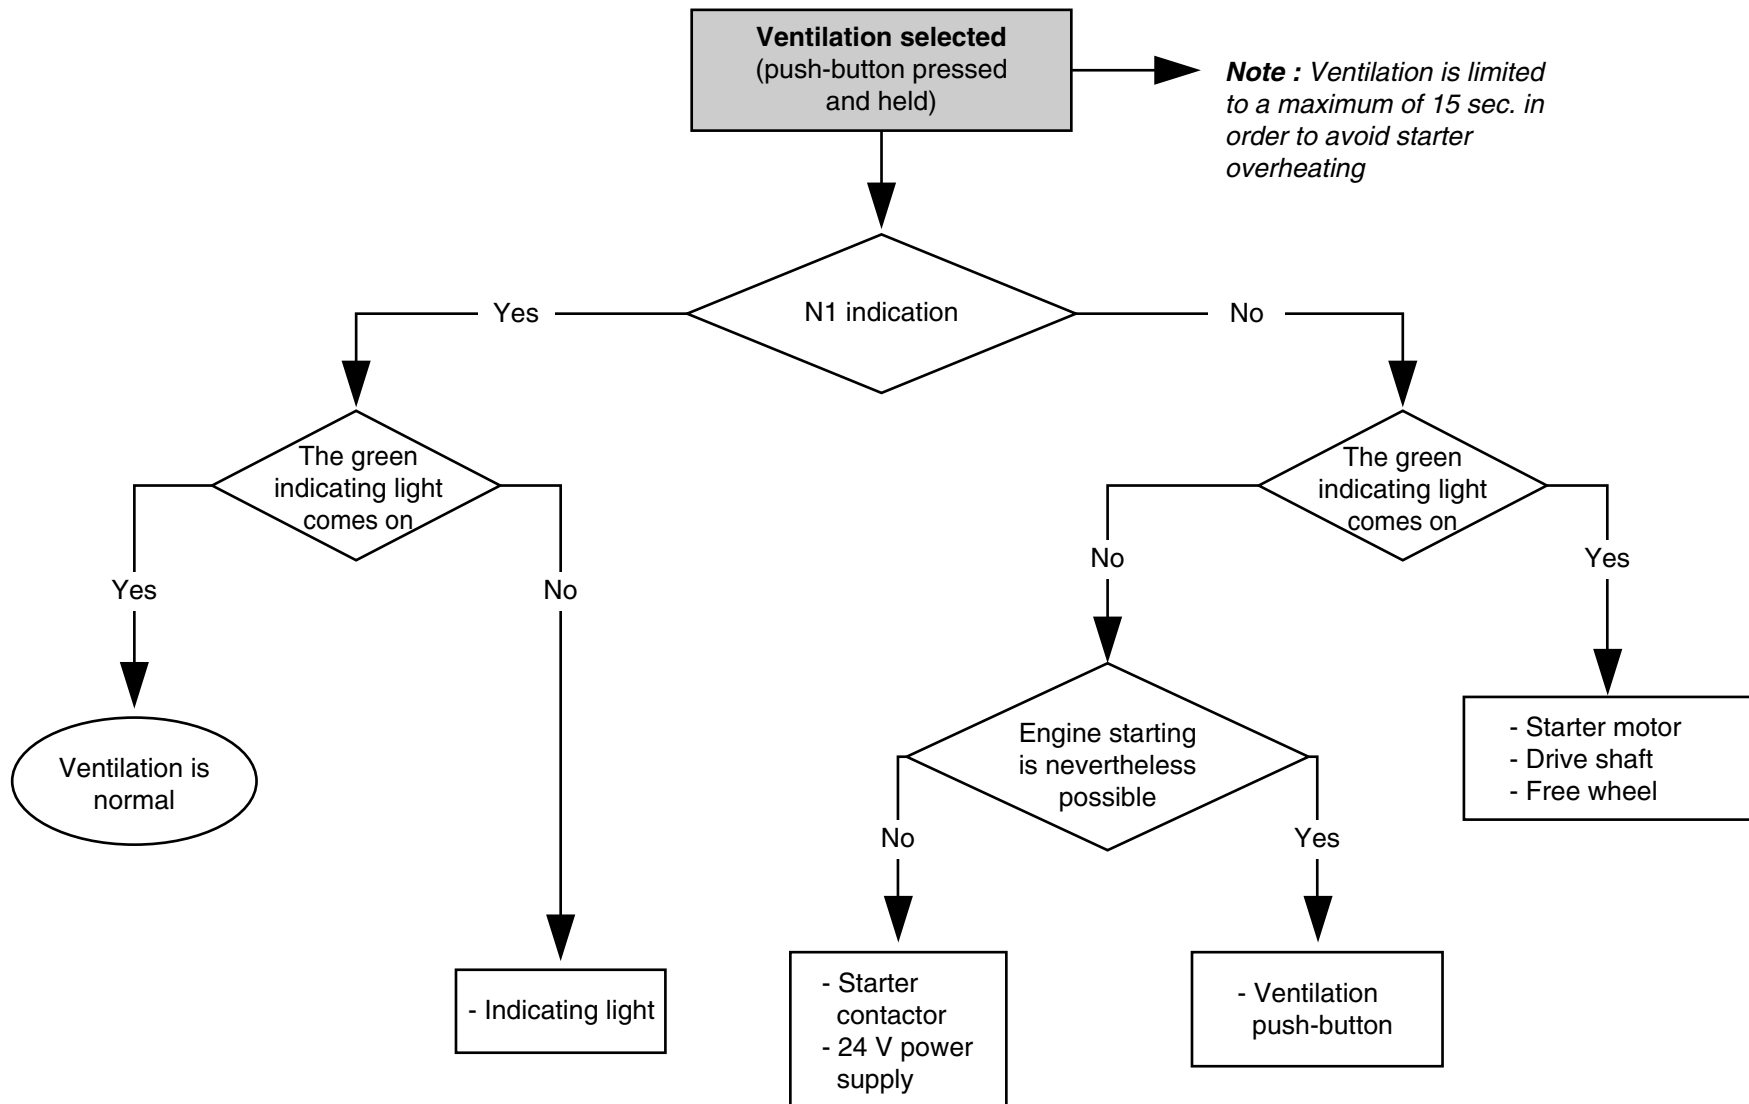 Ventilation selected
(push-button pressed
and held)
Note : Ventilation is limited
to a maximum of 15 sec. in
order to avoid starter
overheating
N1 indication
Yes
No
The green
indicating light
comes on
The green
indicating light
comes on
Yes
No
No
Yes
Ventilation is
normal
- Indicating light
Engine starting
is nevertheless
possible
- Starter motor
- Drive shaft
- Free wheel
No
Yes
- Starter
contactor
- 24 V power
supply
- Ventilation
push-button